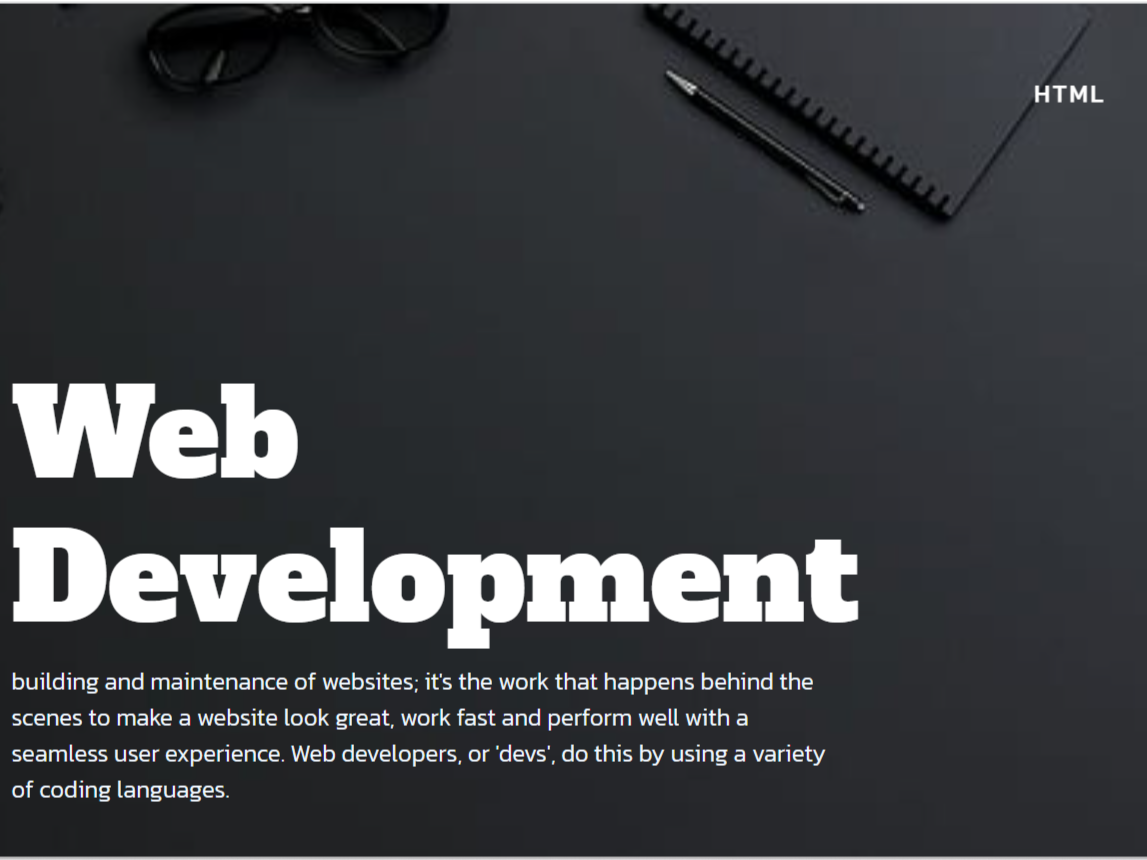 HTML
Web
Development
building and maintenance of websites; it's the work that happens behind the
scenes to make a website look great, work fast and perform well with a
seamless user experience. Web developers, or 'devs', do this by using a variety
of coding languages.